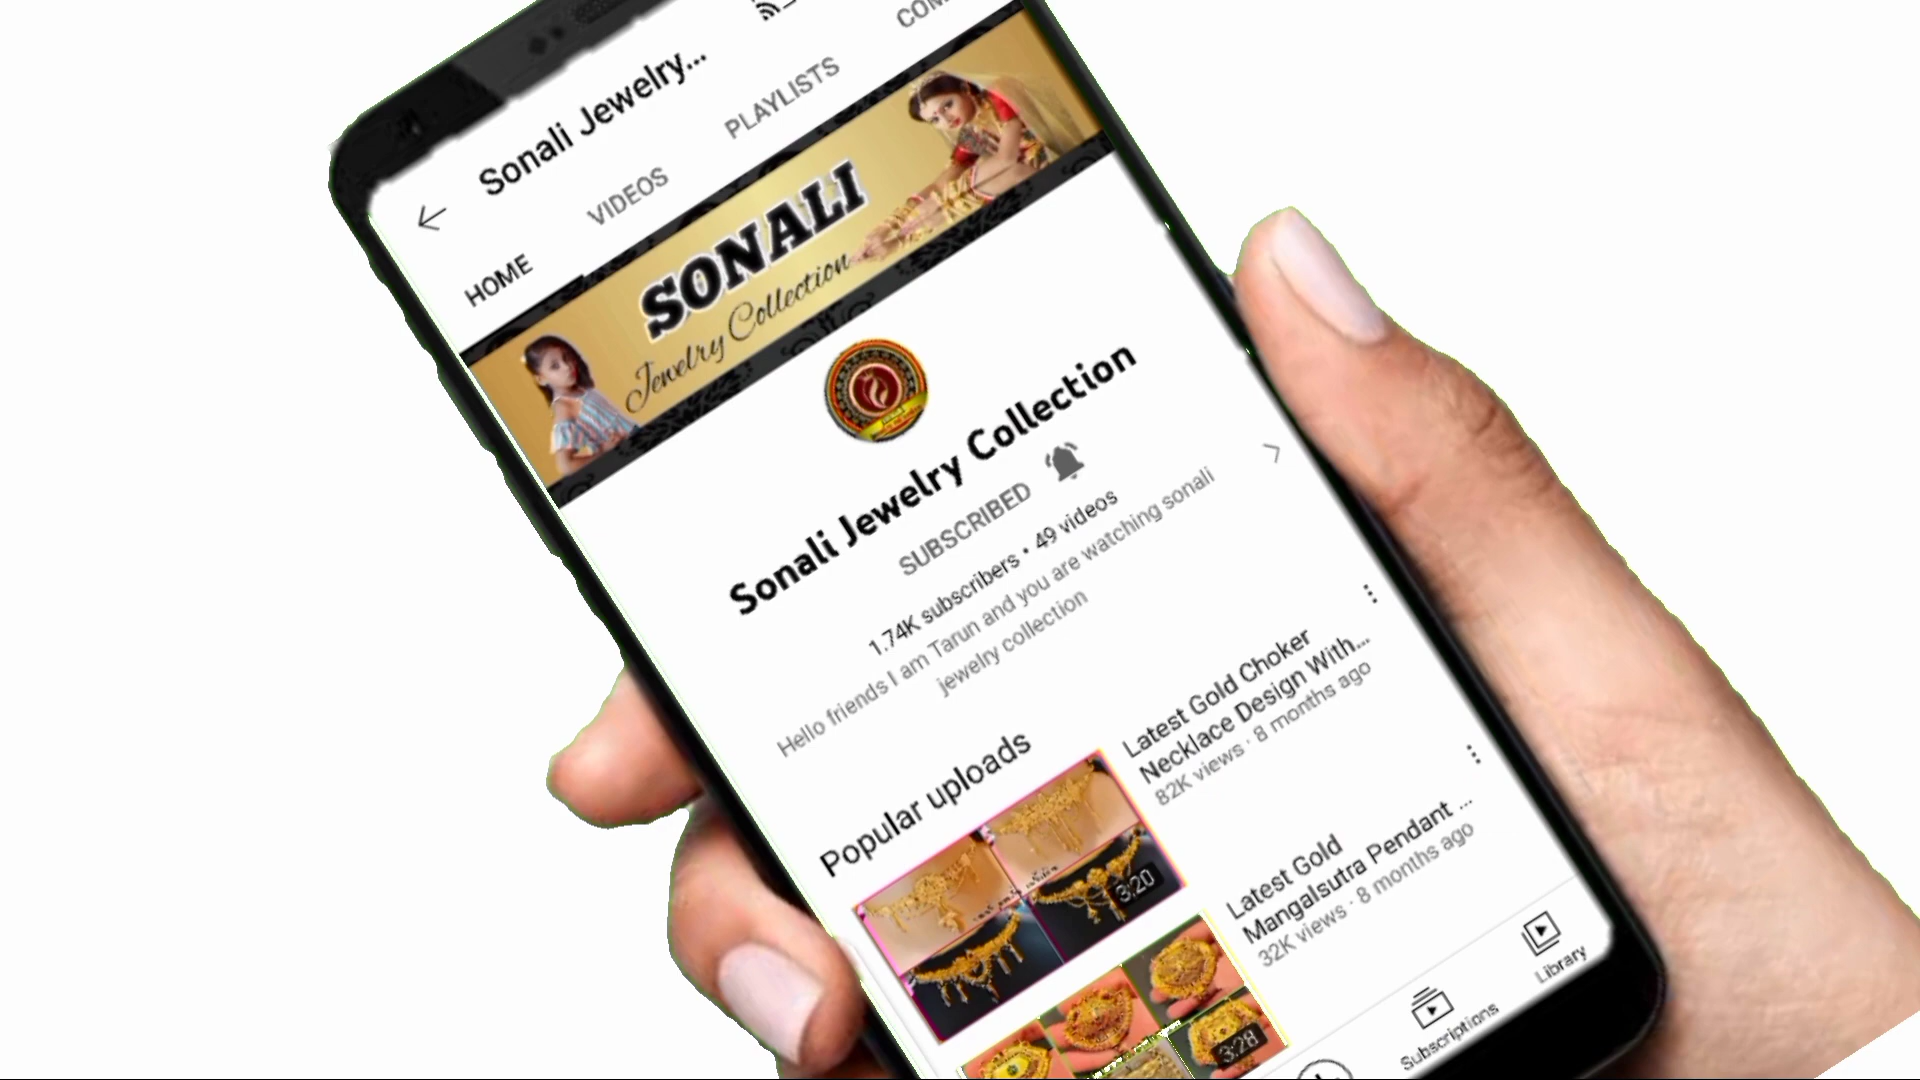 Sonali Jewelry...
HOME
VIDEOS
PLAYLISTS
SONALI
Jewelry Collection
Sonali Jewelry Collection
SUBSCRIBED
1.74K subscribers • 49 videos
Hello friends I am Tarun and you are watching sonali
jewelry collection
Popular uploads
Latest Gold Choker
Necklace Design With...
82K views · 8 months ago
3:20
Latest Gold
Mangalsutra Pendant ...
32K views · 8 months ago
3:28
Subscriptions
Library